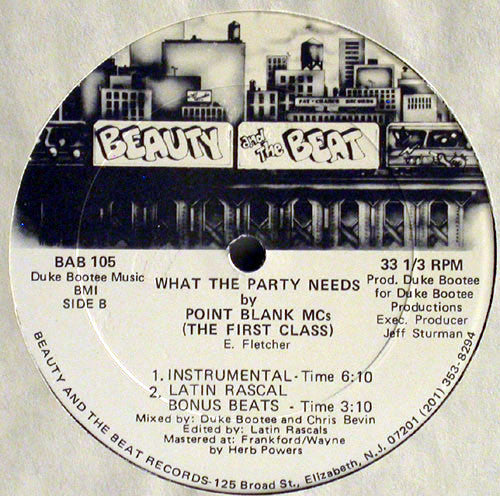 FAT-CHANCE RECORDS
BEAUTY and The BEAT
BAB 105
Duke Bootee Music
BMI
SIDE B
33 1/3 RPM
Prod. Duke Bootee
for Duke Bootee
Productions
Exec. Producer
Jeff Sturman
WHAT THE PARTY NEEDS
by
POINT BLANK MCs
(THE FIRST CLASS)
E. Fletcher
1. INSTRUMENTAL - Time 6:10
2. LATIN RASCAL
BONUS BEATS - Time 3:10
Mixed by: Duke Bootee and Chris Bevin
Edited by: Latin Rascals
Mastered at: Frankford/Wayne
by Herb Powers
BEAUTY AND THE BEAT RECORDS-125 Broad St., Elizabeth, N.J. 07201 (201) 353-8294